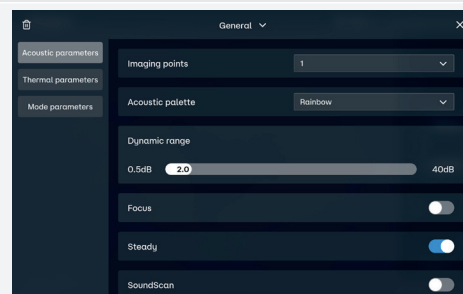 General
Acoustic parameters
Thermal parameters
Mode parameters
Imaging points 1
Acoustic palette Rainbow
Dynamic range
0.5dB 2.0 40dB
Focus
Steady
SoundScan